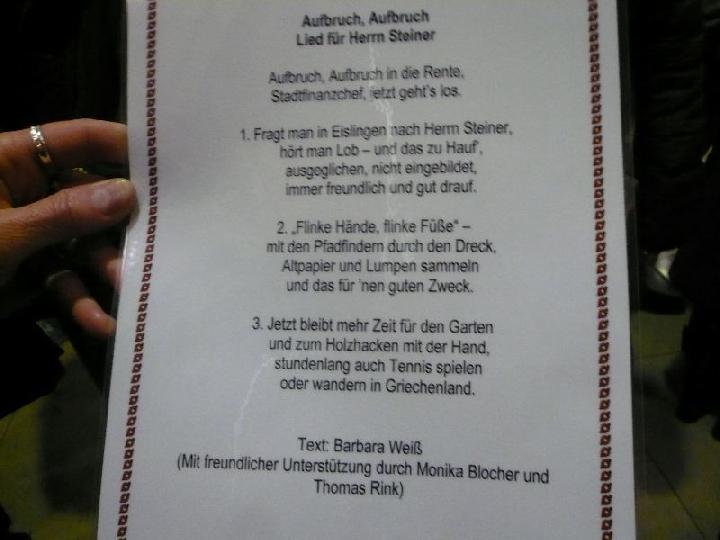 Aufbruch, Aufbruch
Lied für Herrn Steiner
Aufbruch, Aufbruch in die Rente,
Stadtfinanzchef, jetzt geht's los.
1. Fragt man in Eislingen nach Herrn Steiner,
hört man Lob – und das zu Hauf',
ausgeglichen, nicht eingebildet,
immer freundlich und gut drauf.
2. „Flinke Hände, flinke Füße“ –
mit den Pfadfindern durch den Dreck,
Altpapier und Lumpen sammeln
und das für 'nen guten Zweck.
3. Jetzt bleibt mehr Zeit für den Garten
und zum Holzhacken mit der Hand,
stundenlang auch Tennis spielen
oder wandern in Griechenland.
Text: Barbara Weiß
(Mit freundlicher Unterstützung durch Monika Blocher und
Thomas Rink)